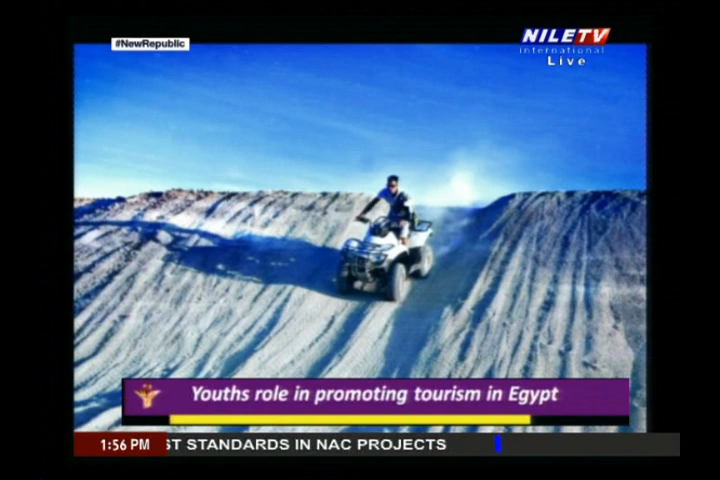 #NewRepublic
NILETV
international
Live
Youths role in promoting tourism in Egypt
1:56 PM
ST STANDARDS IN NAC PROJECTS